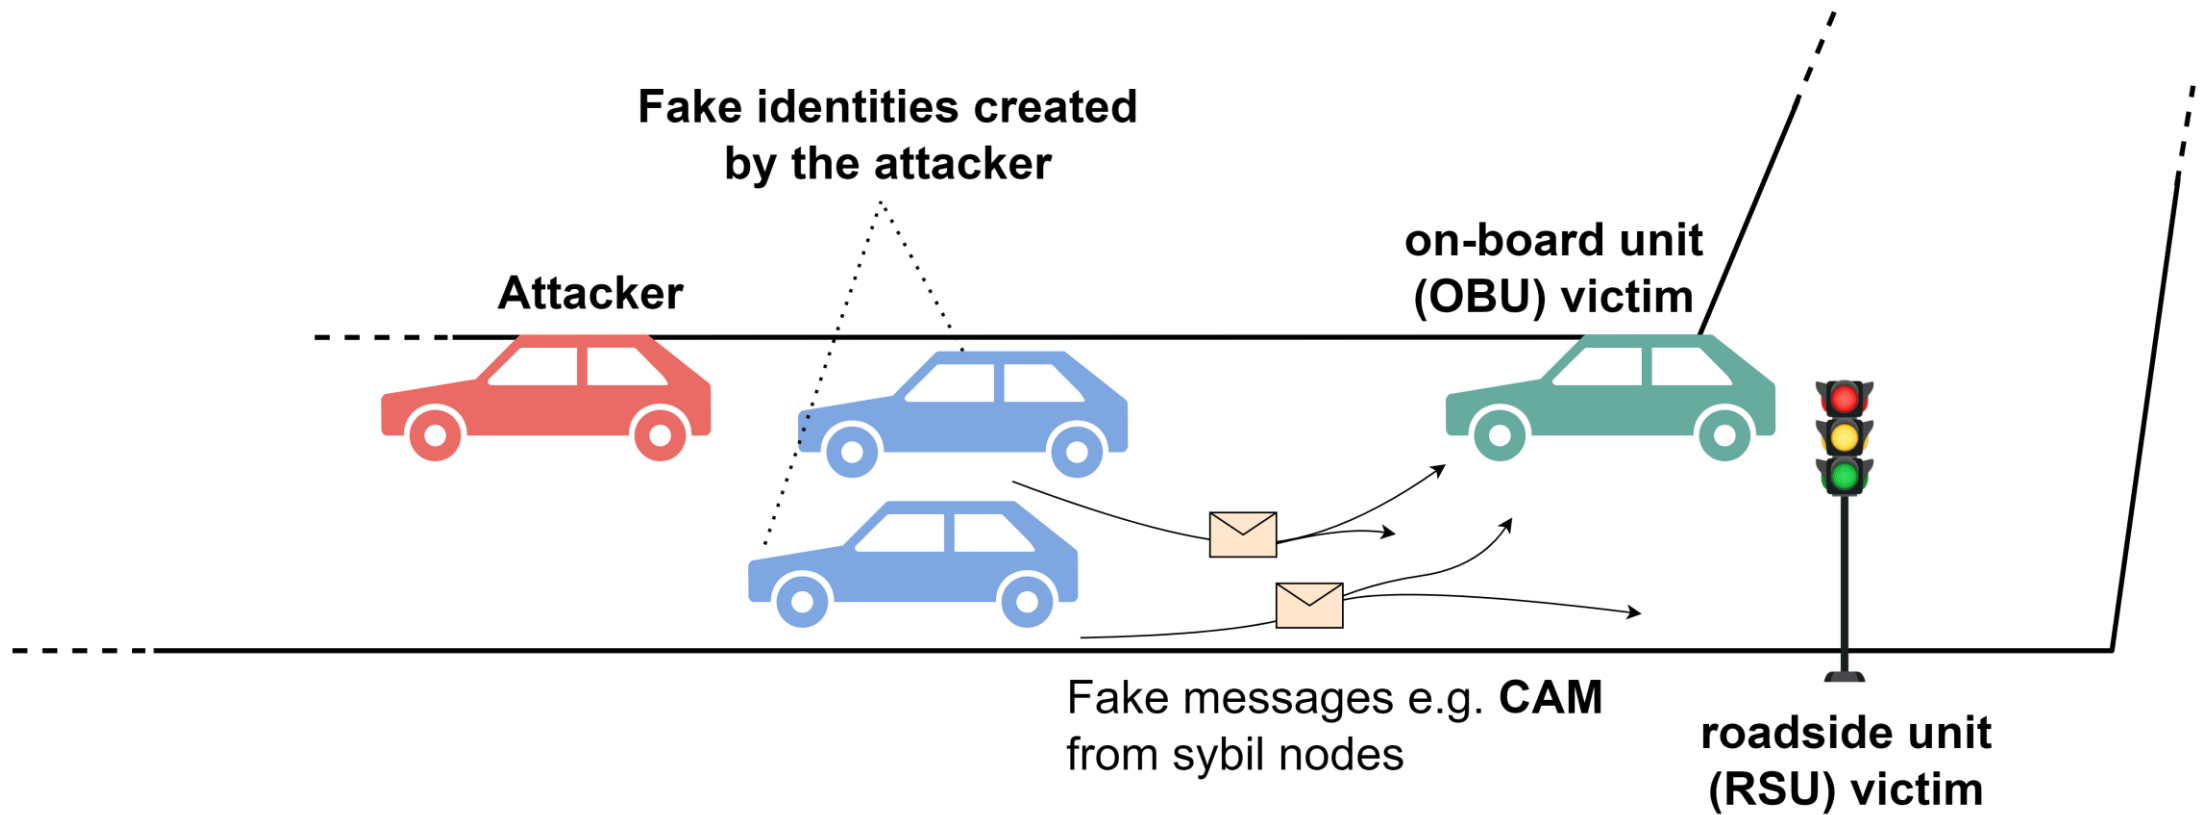 Fake identities created
by the attacker
Attacker
on-board unit
(OBU) victim
Fake messages e.g. CAM
from sybil nodes
roadside unit
(RSU) victim